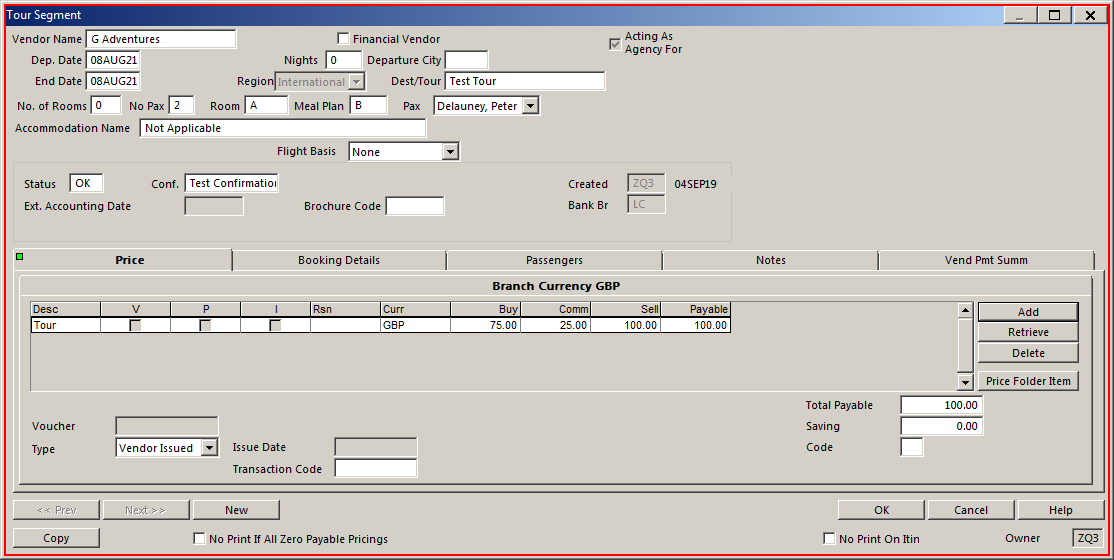 Tour Segment
Vendor Name G Adventures Financial Vendor Acting As Agency For
Dep. Date 08AUG21 Nights 0 Departure City
End Date 08AUG21 Region International Dest/Tour Test Tour
No. of Rooms 0 No Pax 2 Room A Meal Plan B Pax Delauney, Peter
Accommodation Name Not Applicable
Flight Basis None
Status OK Conf. Test Confirmation Created ZQ3 04SEP19
Ext. Accounting Date Brochure Code Bank Br LC
Price Booking Details Passengers Notes Vend Pmt Summ
Branch Currency GBP
Desc V P I Rsn Curr Buy Comm Sell Payable
Tour GBP 75.00 25.00 100.00 100.00
Add
Retrieve
Delete
Price Folder Item
Total Payable 100.00
Voucher Saving 0.00
Type Vendor Issued Issue Date Code
Transaction Code
<< Prev Next >> New OK Cancel Help
Copy No Print If All Zero Payable Pricings No Print On Itin Owner ZQ3